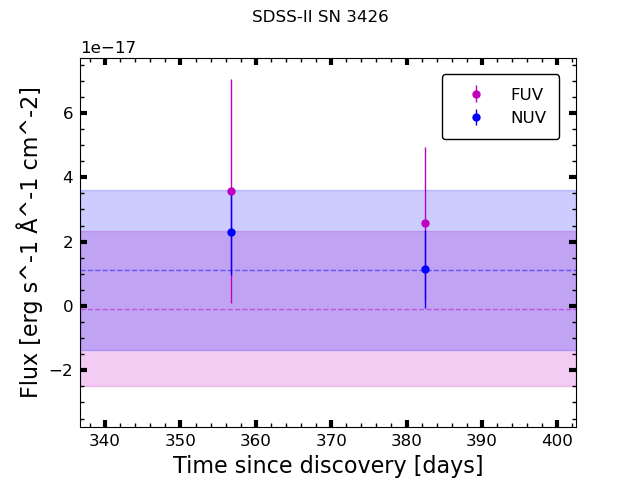 SDSS-II SN 3426
1e−17
FUV
NUV
6
4
2
0
−2
Flux [erg s^-1 Å^-1 cm^-2]
340 350 360 370 380 390 400
Time since discovery [days]